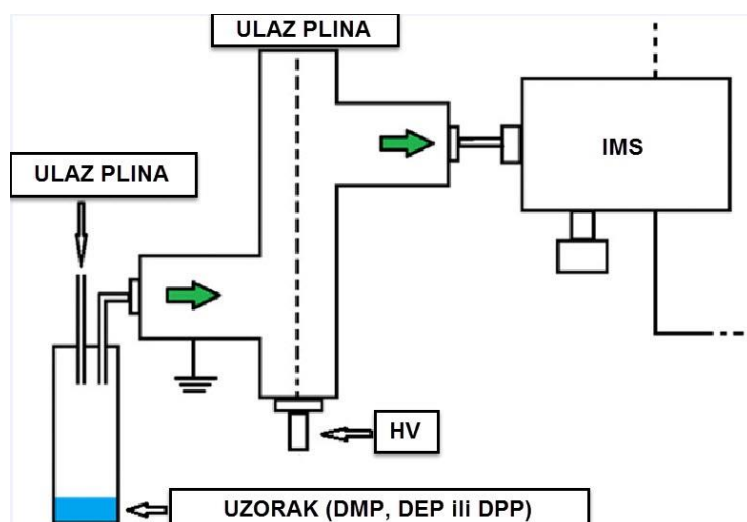 ULAZ PLINA
ULAZ PLINA
IMS
HV
UZORAK (DMP, DEP ili DPP)